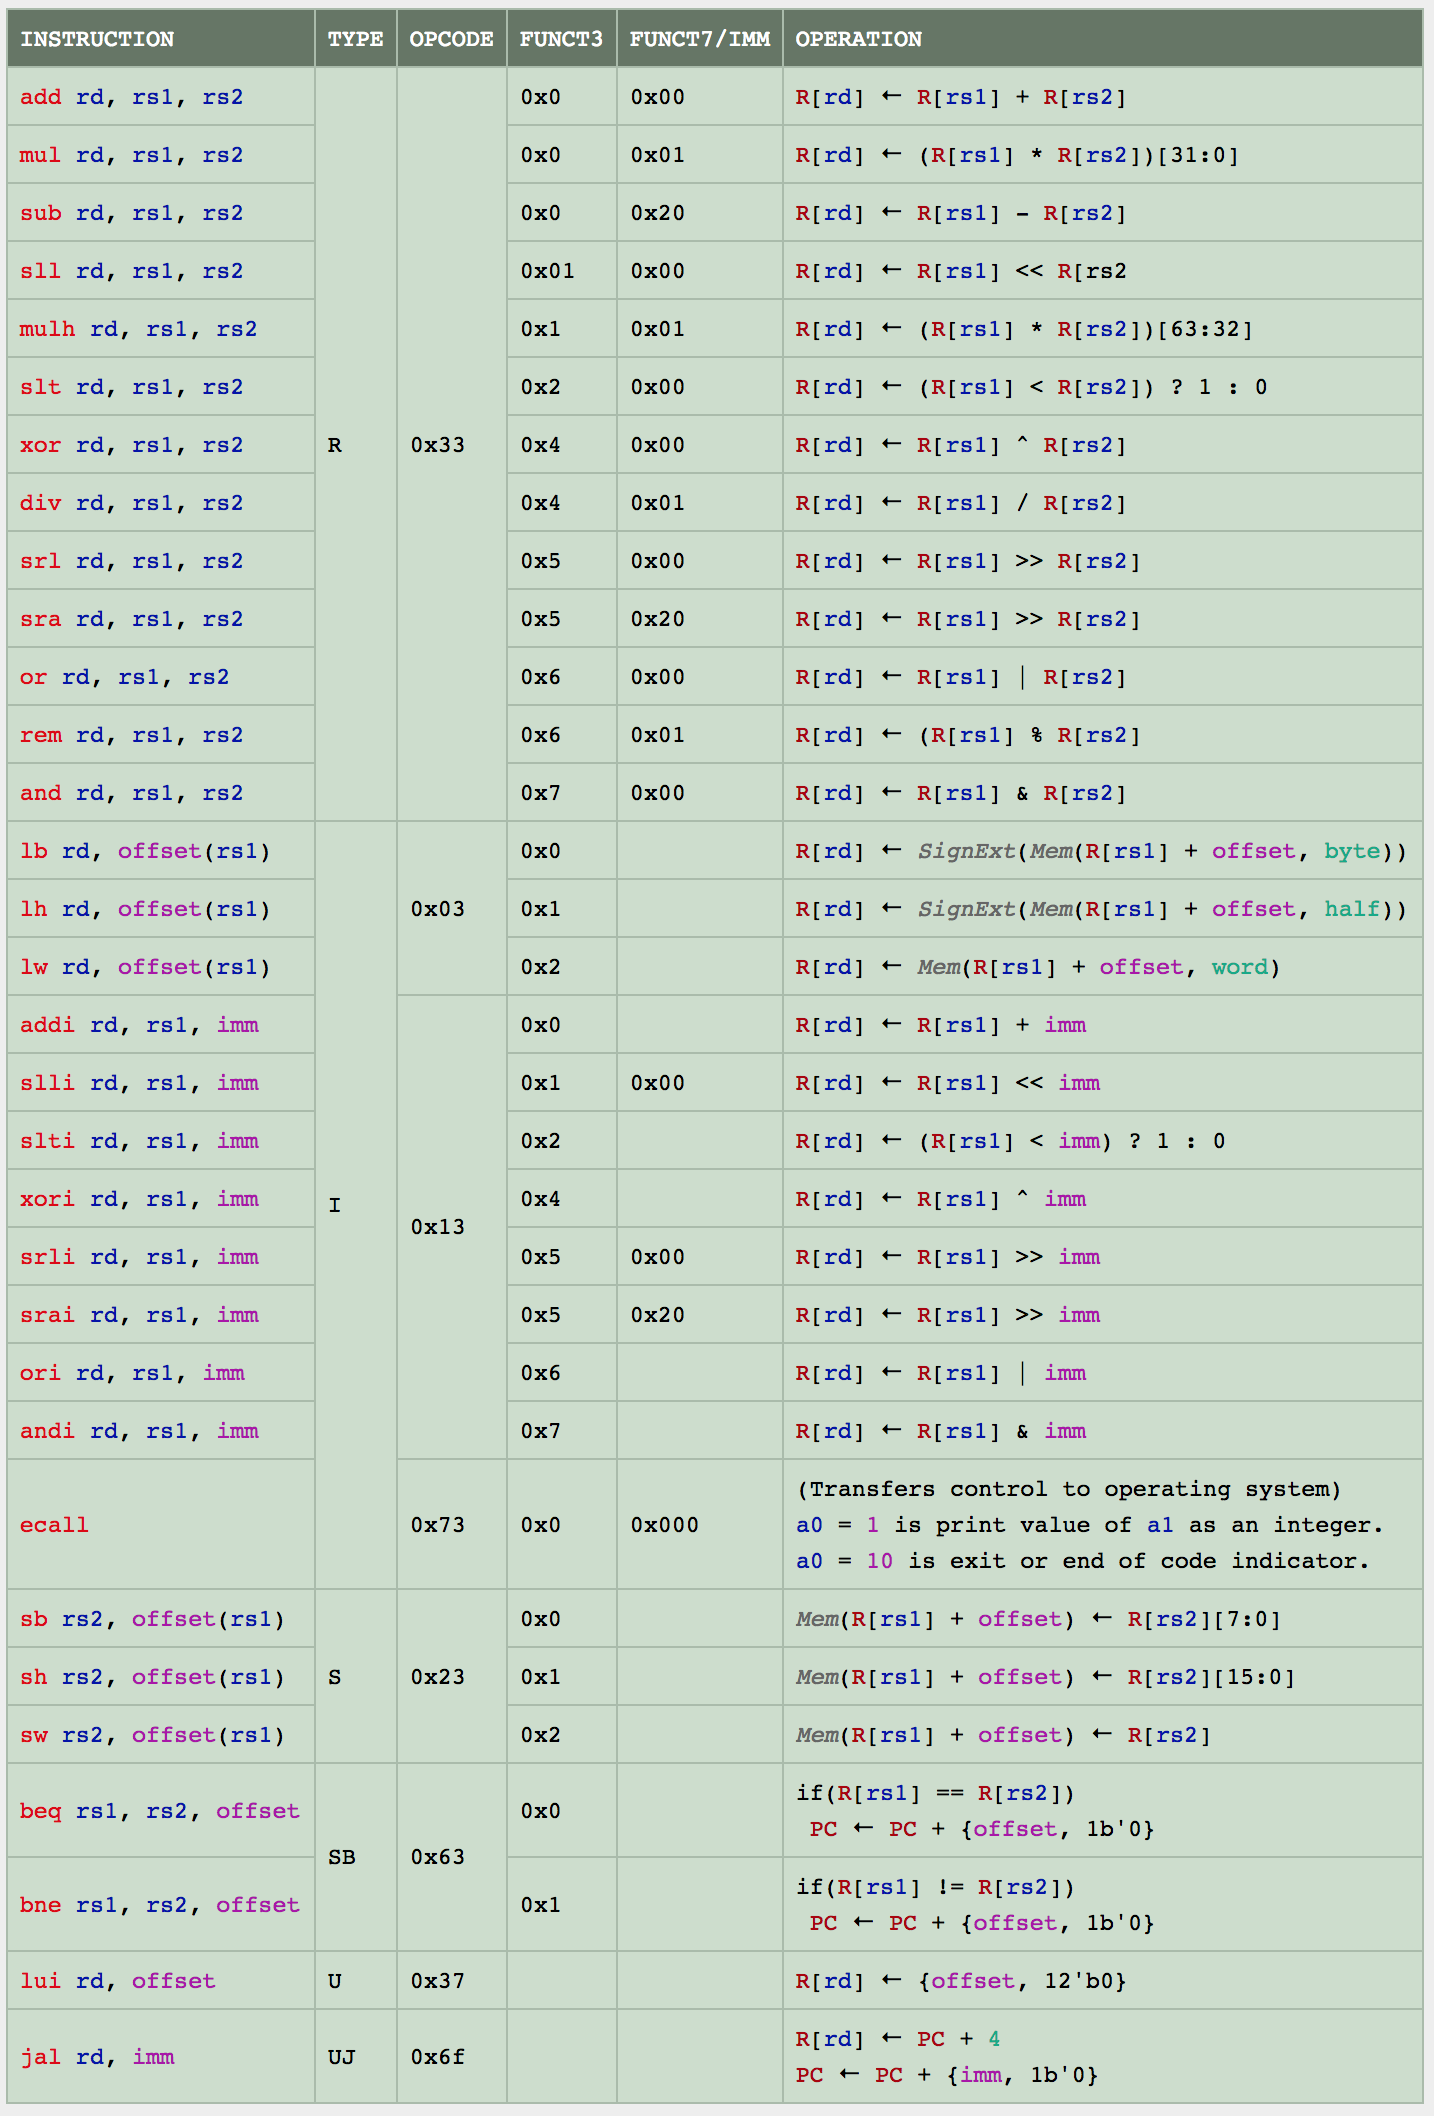 INSTRUCTION TYPE OPCODE FUNCT3 FUNCT7/IMM OPERATION
add rd, rs1, rs2 0x0 0x00 R[rd] ← R[rs1] + R[rs2]
mul rd, rs1, rs2 0x0 0x01 R[rd] ← (R[rs1] * R[rs2])[31:0]
sub rd, rs1, rs2 0x0 0x20 R[rd] ← R[rs1] - R[rs2]
sll rd, rs1, rs2 0x01 0x00 R[rd] ← R[rs1] << R[rs2
mulh rd, rs1, rs2 0x1 0x01 R[rd] ← (R[rs1] * R[rs2])[63:32]
slt rd, rs1, rs2 0x2 0x00 R[rd] ← (R[rs1] < R[rs2]) ? 1 : 0
xor rd, rs1, rs2 R 0x33 0x4 0x00 R[rd] ← R[rs1] ^ R[rs2]
div rd, rs1, rs2 0x4 0x01 R[rd] ← R[rs1] / R[rs2]
srl rd, rs1, rs2 0x5 0x00 R[rd] ← R[rs1] >> R[rs2]
sra rd, rs1, rs2 0x5 0x20 R[rd] ← R[rs1] >> R[rs2]
or rd, rs1, rs2 0x6 0x00 R[rd] ← R[rs1] | R[rs2]
rem rd, rs1, rs2 0x6 0x01 R[rd] ← (R[rs1] % R[rs2]
and rd, rs1, rs2 0x7 0x00 R[rd] ← R[rs1] & R[rs2]
lb rd, offset(rs1) 0x0 R[rd] ← SignExt(Mem(R[rs1] + offset, byte))
lh rd, offset(rs1) 0x03 0x1 R[rd] ← SignExt(Mem(R[rs1] + offset, half))
lw rd, offset(rs1) 0x2 R[rd] ← Mem(R[rs1] + offset, word)
addi rd, rs1, imm 0x0 R[rd] ← R[rs1] + imm
slli rd, rs1, imm 0x1 0x00 R[rd] ← R[rs1] << imm
slti rd, rs1, imm 0x2 R[rd] ← (R[rs1] < imm) ? 1 : 0
xori rd, rs1, imm I 0x4 R[rd] ← R[rs1] ^ imm
0x13
srli rd, rs1, imm 0x5 0x00 R[rd] ← R[rs1] >> imm
srai rd, rs1, imm 0x5 0x20 R[rd] ← R[rs1] >> imm
ori rd, rs1, imm 0x6 R[rd] ← R[rs1] | imm
andi rd, rs1, imm 0x7 R[rd] ← R[rs1] & imm
(Transfers control to operating system)
ecall 0x73 0x0 0x000 a0 = 1 is print value of a1 as an integer.
a0 = 10 is exit or end of code indicator.
sb rs2, offset(rs1) 0x0 Mem(R[rs1] + offset) ← R[rs2][7:0]
sh rs2, offset(rs1) S 0x23 0x1 Mem(R[rs1] + offset) ← R[rs2][15:0]
sw rs2, offset(rs1) 0x2 Mem(R[rs1] + offset) ← R[rs2]
if(R[rs1] == R[rs2])
beq rs1, rs2, offset 0x0
PC ← PC + {offset, 1b'0}
SB 0x63
if(R[rs1] != R[rs2])
bne rs1, rs2, offset 0x1
PC ← PC + {offset, 1b'0}
lui rd, offset U 0x37 R[rd] ← {offset, 12'b0}
R[rd] ← PC + 4
jal rd, imm UJ 0x6f
PC ← PC + {imm, 1b'0}